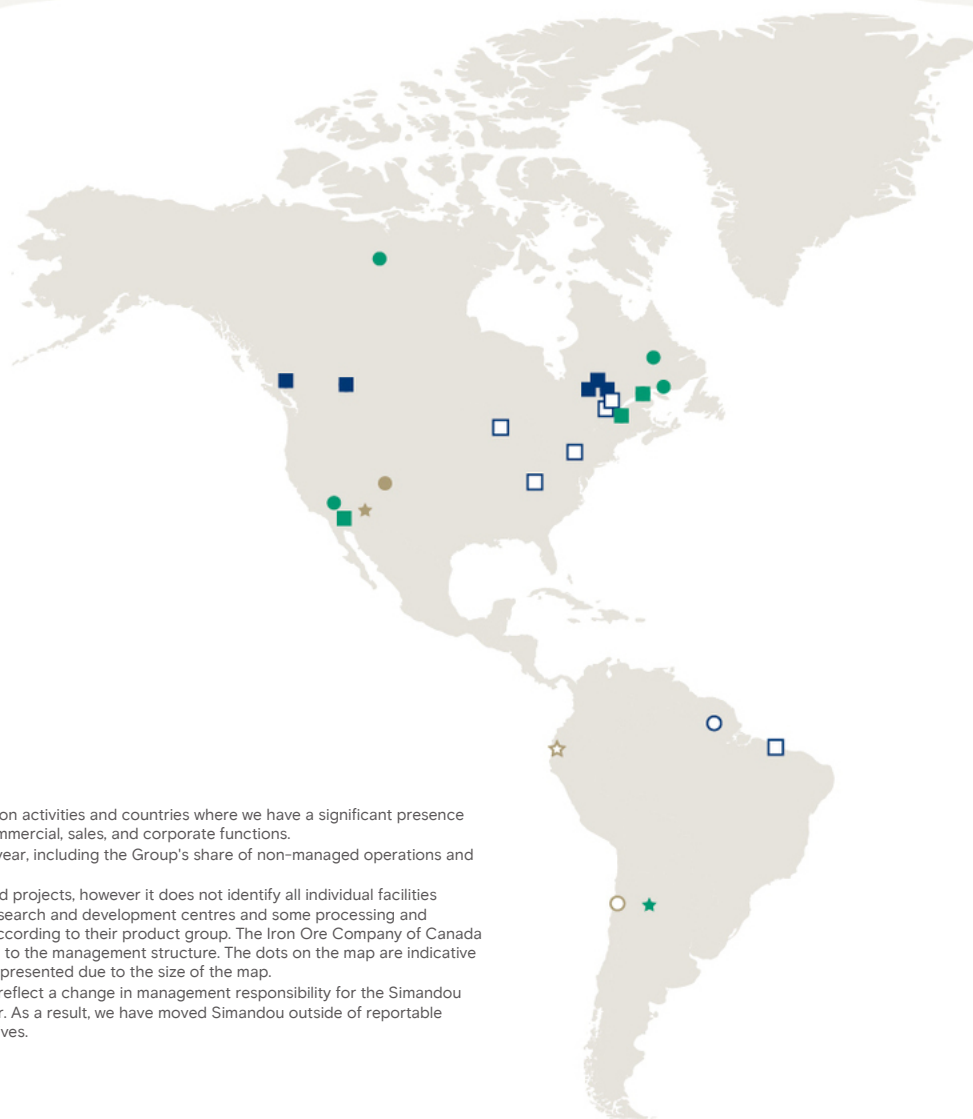 on activities and countries where we have a significant presence
mmercial, sales, and corporate functions.
year, including the Group's share of non-managed operations and
d projects, however it does not identify all individual facilities
search and development centres and some processing and
according to their product group. The Iron Ore Company of Canada
to the management structure. The dots on the map are indicative
presented due to the size of the map.
reflect a change in management responsibility for the Simandou
r. As a result, we have moved Simandou outside of reportable
ves.